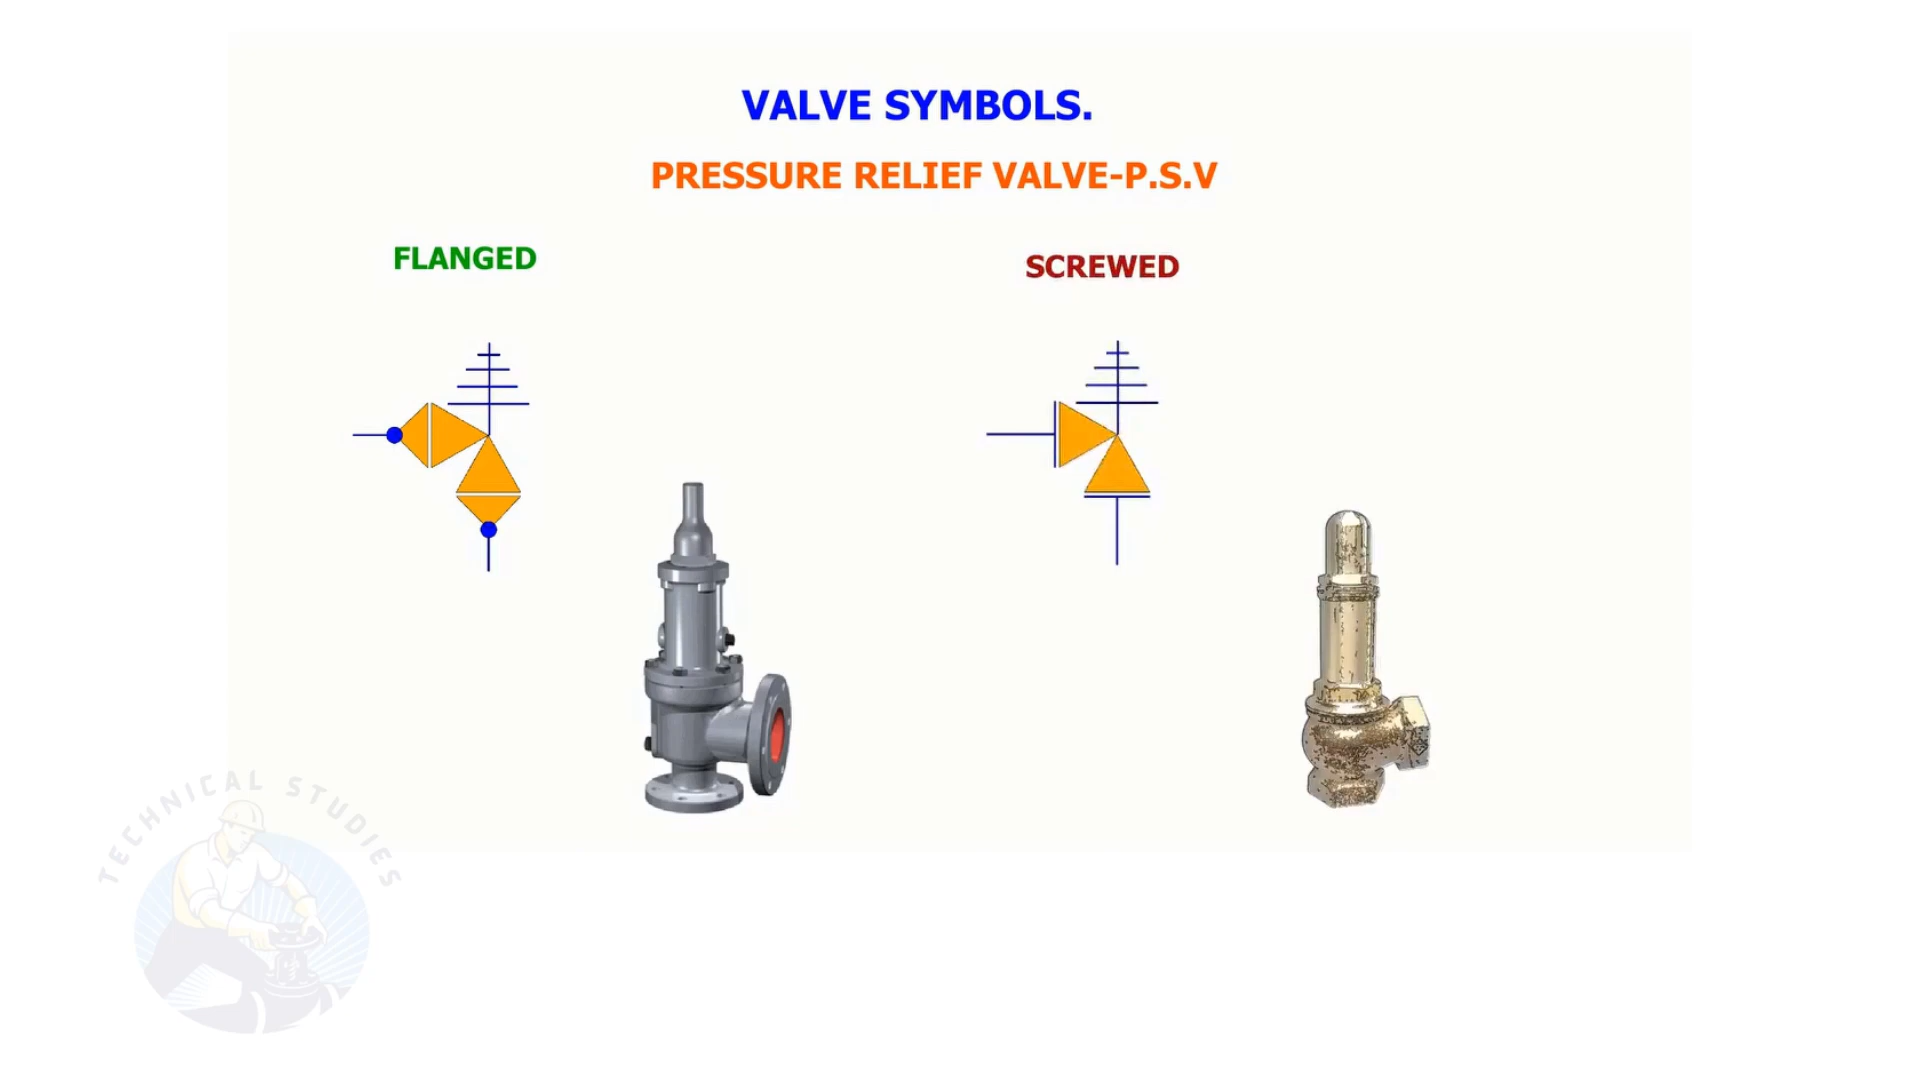 VALVE SYMBOLS.
PRESSURE RELIEF VALVE-P.S.V
FLANGED
SCREWED
TECHNICAL STUDIES